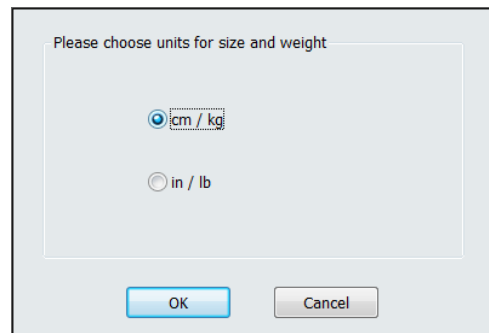 Please choose units for size and weight
cm / kg
in / lb
OK
Cancel